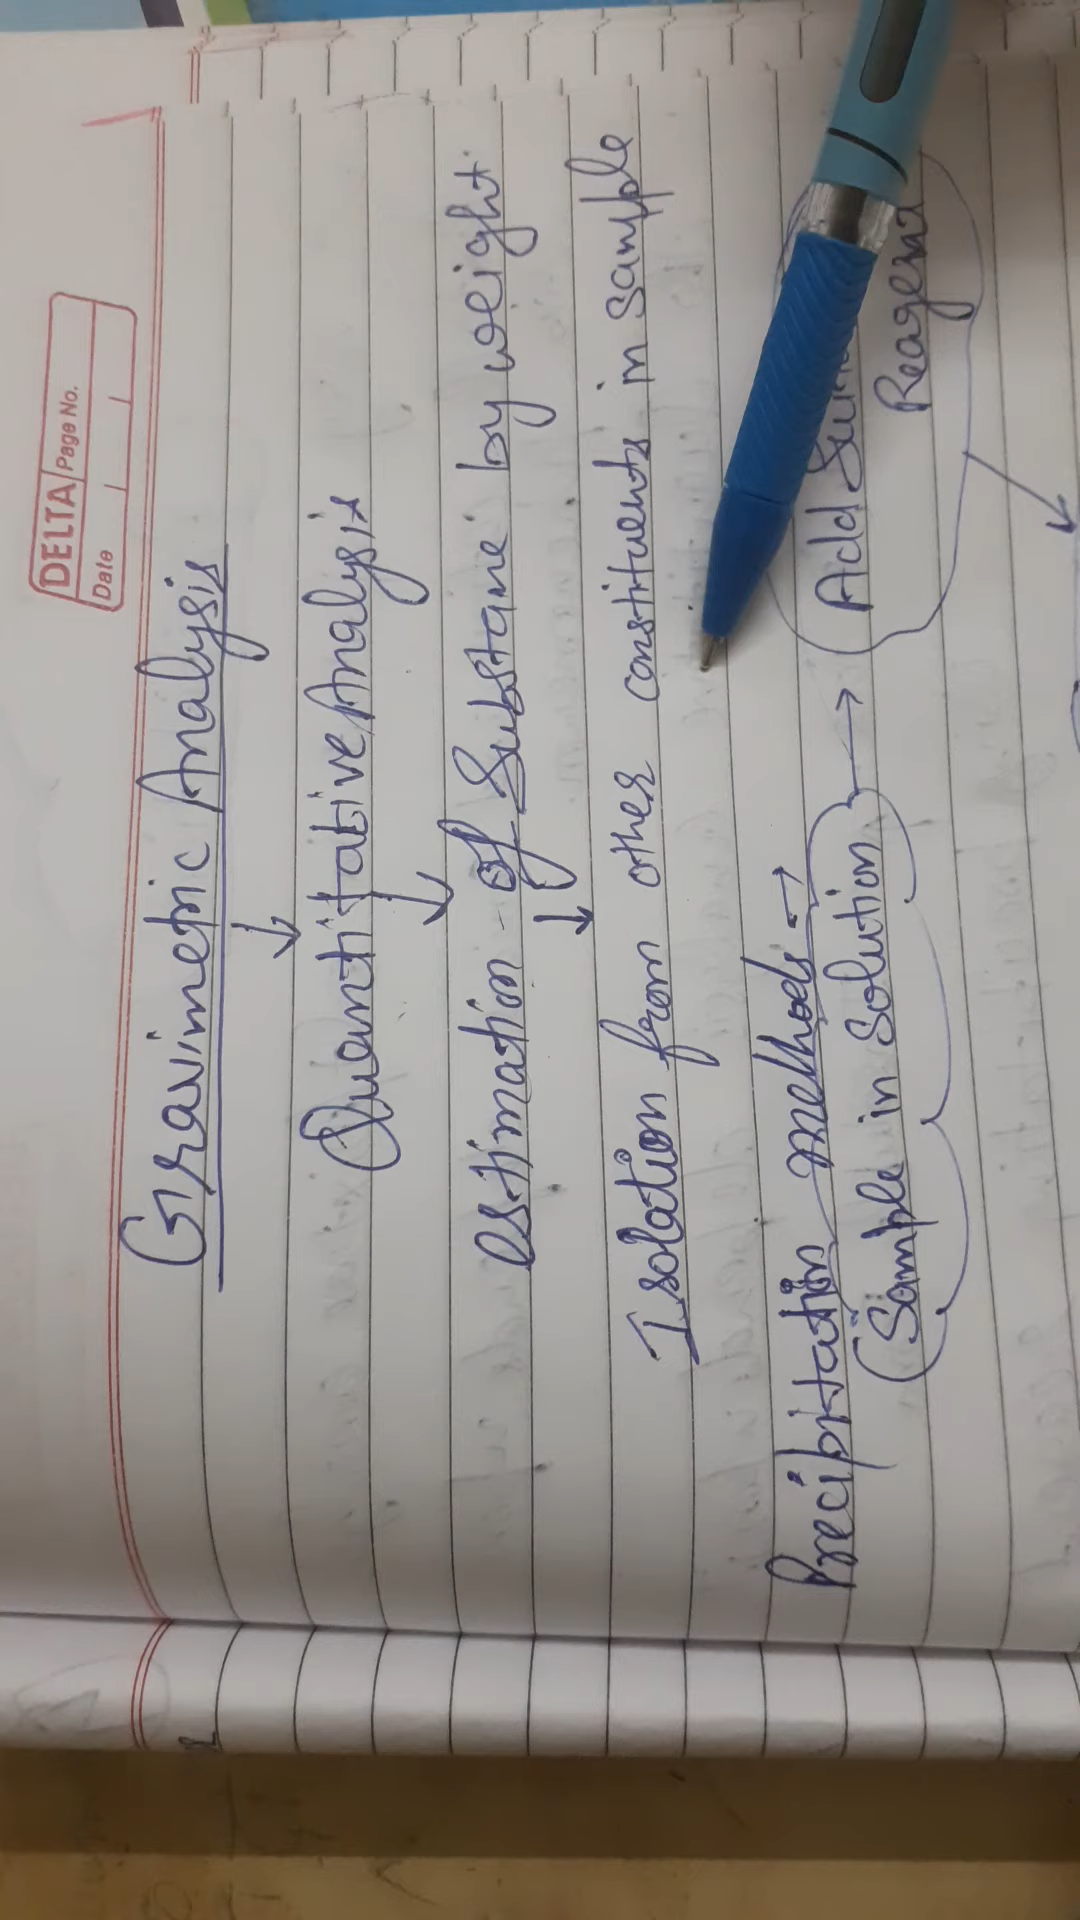 DELTA Page No.
Date
Gravimetric Analysis
↓
Quantitative Analysis
↓
estimation of Substance by weight.
↓
Isolation from other constituents in sample
Precipitation methods →
(Sample in Solution) → Add
Reagent